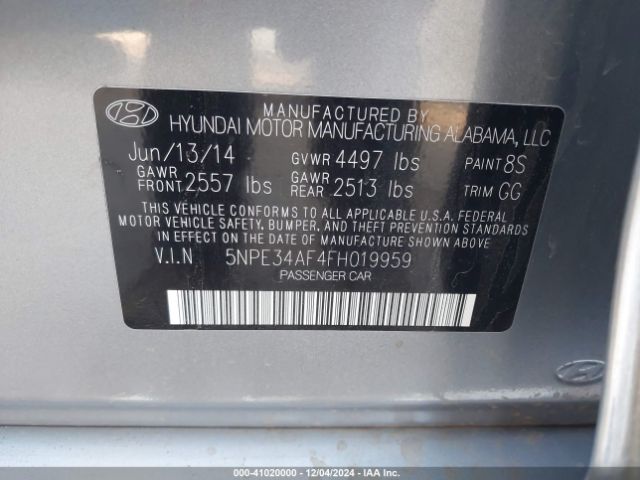 MANUFACTURED BY
HYUNDAI MOTOR MANUFACTURING ALABAMA, LLC
Jun/13/14 GVWR 4497 lbs PAINT 8S
GAWR FRONT 2557 lbs GAWR REAR 2513 lbs TRIM GG
THIS VEHICLE CONFORMS TO ALL APPLICABLE U.S.A. FEDERAL
MOTOR VEHICLE SAFETY, BUMPER, AND THEFT PREVENTION
STANDARDS IN EFFECT ON THE DATE OF MANUFACTURE SHOWN ABOVE
V.I.N 5NPE34AF4FH019959
PASSENGER CAR
000-41020000 - 12/04/2024 - IAA Inc.